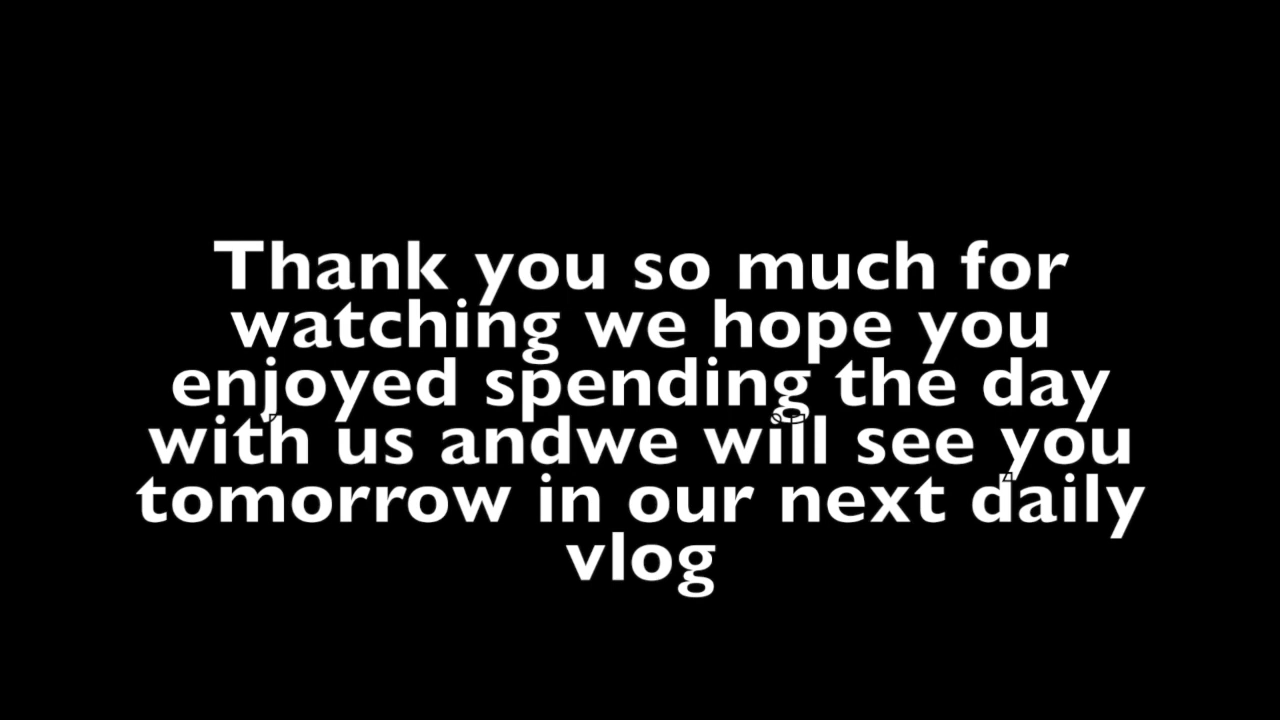 Thank you so much for
watching we hope you
enjoyed spending the day
with us andwe will see you
tomorrow in our next daily
vlog